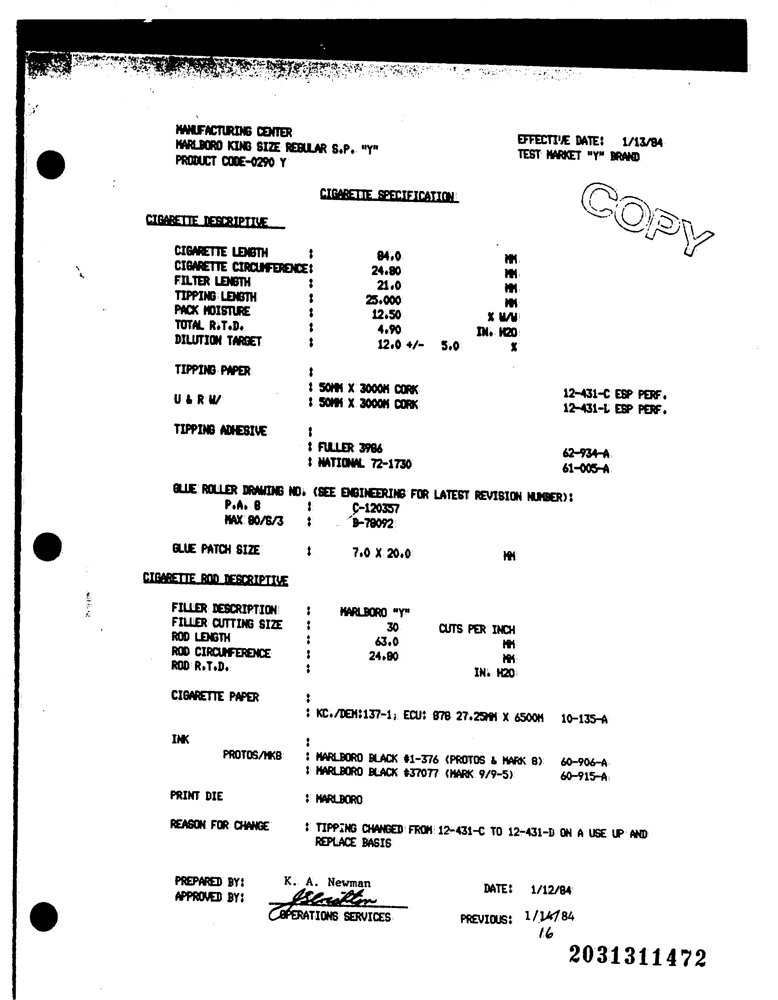 MANUFACTURING CENTER
MARLBORO KING SIZE REGULAR S.P. "Y"
PRODUCT CODE-0290 Y
EFFECTIVE DATE: 1/13/84
TEST MARKET "Y" BRAND
CIGARETTE SPECIFICATION
COPY
CIGARETTE DESCRIPTIVE
CIGARETTE LENGTH : 84.0 MM
CIGARETTE CIRCUMFERENCE: 24.80 MM
FILTER LENGTH : 21.0 MM
TIPPING LENGTH : 25.000 MM
PACK MOISTURE : 12.50 % W/W
TOTAL R.T.D. : 4.90 IN. H2O
DILUTION TARGET : 12.0 +/- 5.0 %
TIPPING PAPER :
: 50MM X 3000M CORK 12-431-C ESP PERF.
U & R W/ : 50MM X 3000M CORK 12-431-L ESP PERF.
TIPPING ADHESIVE :
: FULLER 3986 62-934-A
: NATIONAL 72-1730 61-005-A
GLUE ROLLER DRAWING NO. (SEE ENGINEERING FOR LATEST REVISION NUMBER):
P.A. 8 : C-120357
MAX 80/S/3 : B-78092
GLUE PATCH SIZE : 7.0 X 20.0 MM
CIGARETTE ROD DESCRIPTIVE
FILLER DESCRIPTION : MARLBORO "Y"
FILLER CUTTING SIZE : 30 CUTS PER INCH
ROD LENGTH : 63.0 MM
ROD CIRCUMFERENCE : 24.80 MM
ROD R.T.D. : IN. H2O
CIGARETTE PAPER :
: KC./DEM:137-1; ECU: 878 27.25MM X 6500M 10-135-A
INK :
PROTOS/MK8 : MARLBORO BLACK #1-376 (PROTOS & MARK 8) 60-906-A
: MARLBORO BLACK #37077 (MARK 9/9-5) 60-915-A
PRINT DIE : MARLBORO
REASON FOR CHANGE : TIPPING CHANGED FROM 12-431-C TO 12-431-D ON A USE UP AND
REPLACE BASIS
PREPARED BY: K. A. Newman DATE: 1/12/84
APPROVED BY:
OPERATIONS SERVICES PREVIOUS: 1/14/84
16
2031311472